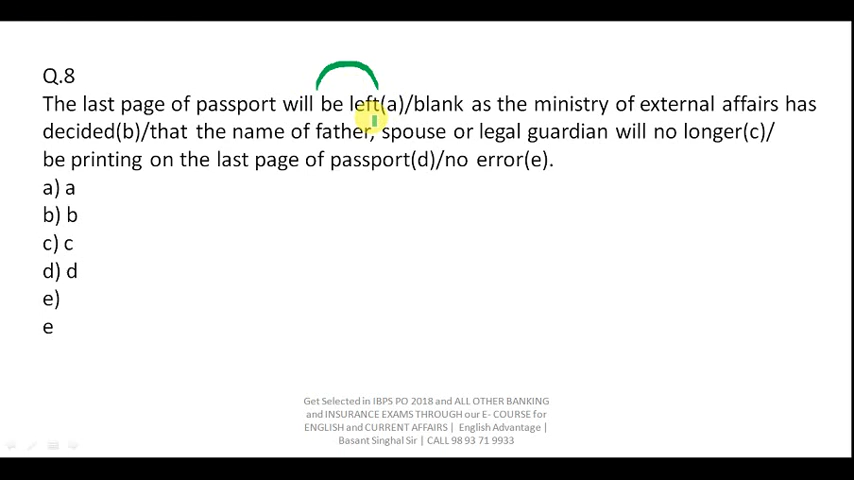 Q.8
The last page of passport will be left(a)/blank as the ministry of external affairs has
decided(b)/that the name of father, spouse or legal guardian will no longer(c)/
be printing on the last page of passport(d)/no error(e).
a) a
b) b
c) c
d) d
e)
e
Get Selected in IBPS PO 2018 and ALL OTHER BANKING
and INSURANCE EXAMS THROUGH our E- COURSE for
ENGLISH and CURRENT AFFAIRS | English Advantage |
Basant Singhal Sir | CALL 98 93 71 9933